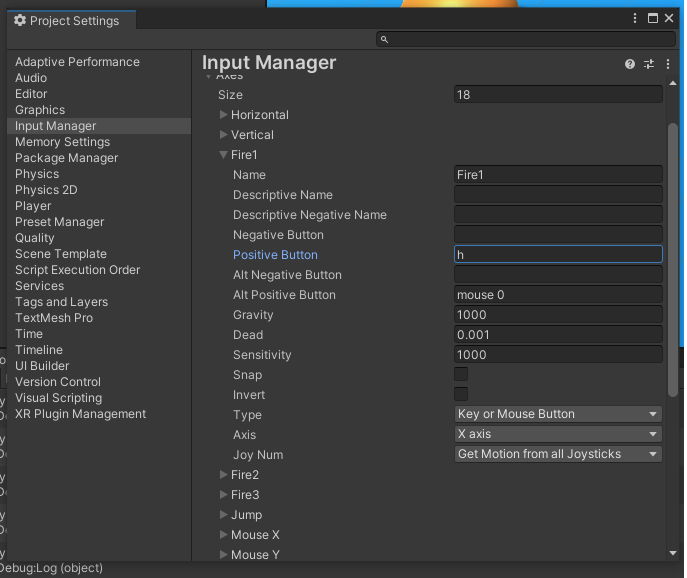 Project Settings
Input Manager
Adaptive Performance
Audio
Editor
Graphics
Input Manager
Memory Settings
Package Manager
Physics
Physics 2D
Player
Preset Manager
Quality
Scene Template
Script Execution Order
Services
Tags and Layers
TextMesh Pro
Time
Timeline
UI Builder
Version Control
Visual Scripting
XR Plugin Management
Axes
Size 18
Horizontal
Vertical
Fire1
Name Fire1
Descriptive Name
Descriptive Negative Name
Negative Button
Positive Button h
Alt Negative Button
Alt Positive Button mouse 0
Gravity 1000
Dead 0.001
Sensitivity 1000
Snap
Invert
Type Key or Mouse Button
Axis X axis
Joy Num Get Motion from all Joysticks
Fire2
Fire3
Jump
Mouse X
Mouse Y
Debug:Log (object)